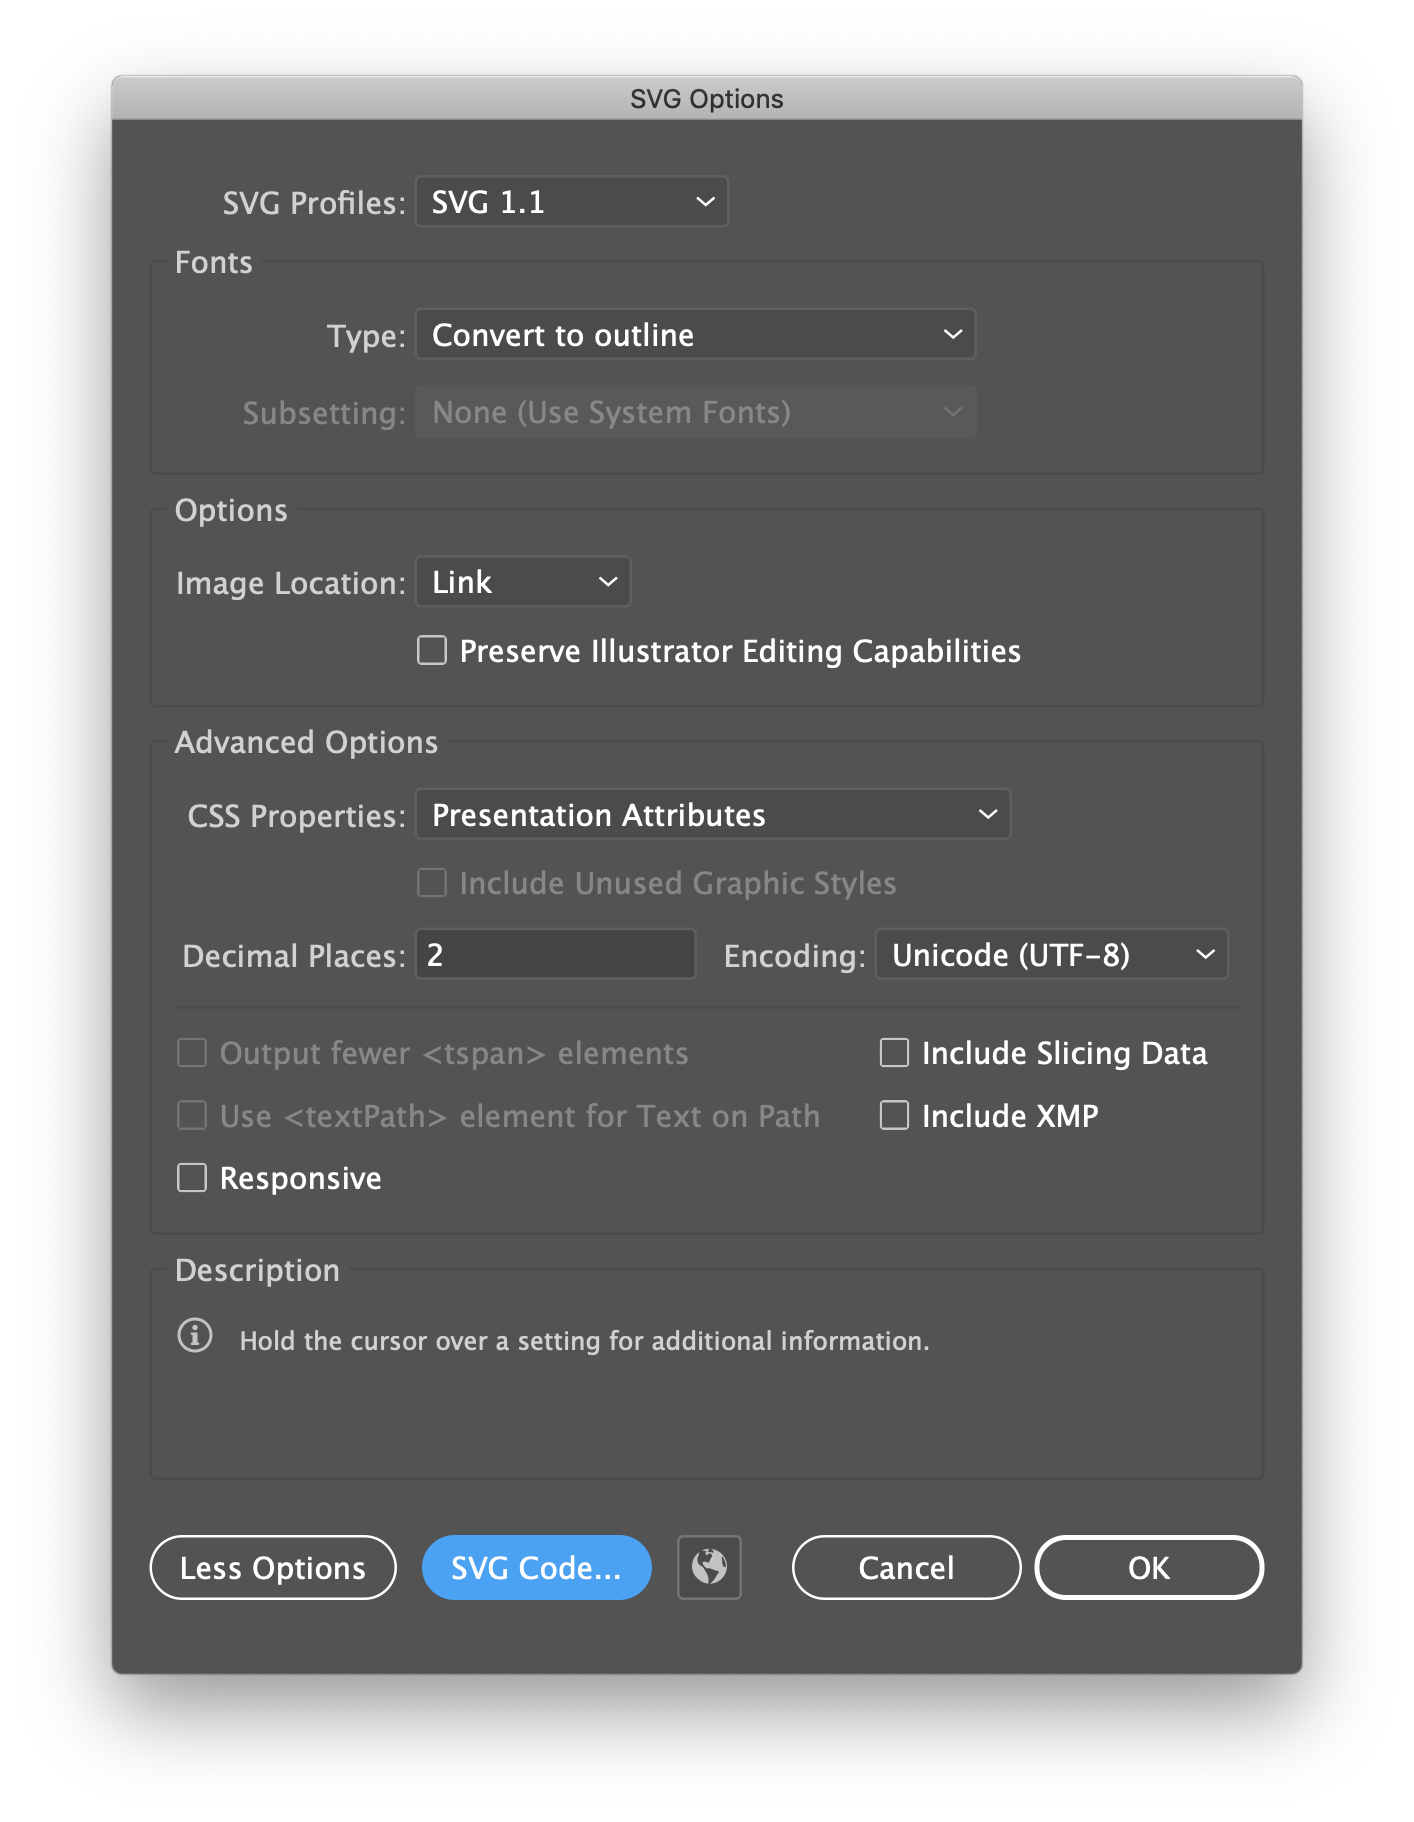 SVG Options
SVG Profiles: SVG 1.1
Fonts
Type: Convert to outline
Subsetting: None (Use System Fonts)
Options
Image Location: Link
Preserve Illustrator Editing Capabilities
Advanced Options
CSS Properties: Presentation Attributes
Include Unused Graphic Styles
Decimal Places: 2 Encoding: Unicode (UTF-8)
Output fewer <tspan> elements Include Slicing Data
Use <textPath> element for Text on Path Include XMP
Responsive
Description
Hold the cursor over a setting for additional information.
Less Options SVG Code... Cancel OK